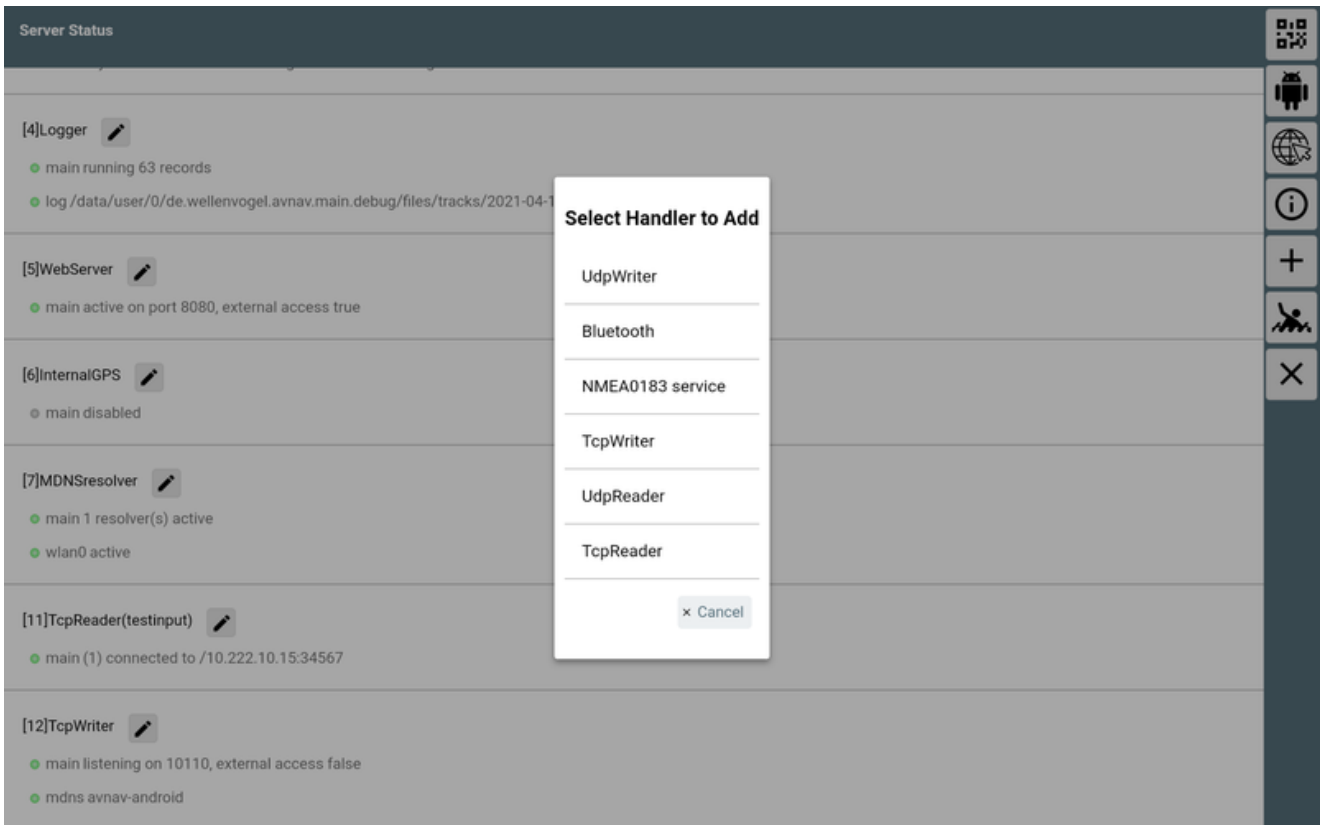 Server Status
[4]Logger
main running 63 records
log /data/user/0/de.wellenvogel.avnav.main.debug/files/tracks/2021-04-1
[5]WebServer
main active on port 8080, external access true
[6]InternalGPS
main disabled
[7]MDNSresolver
main 1 resolver(s) active
wlan0 active
[11]TcpReader(testinput)
main (1) connected to /10.222.10.15:34567
[12]TcpWriter
main listening on 10110, external access false
mdns avnav-android
Select Handler to Add
UdpWriter
Bluetooth
NMEA0183 service
TcpWriter
UdpReader
TcpReader
× Cancel